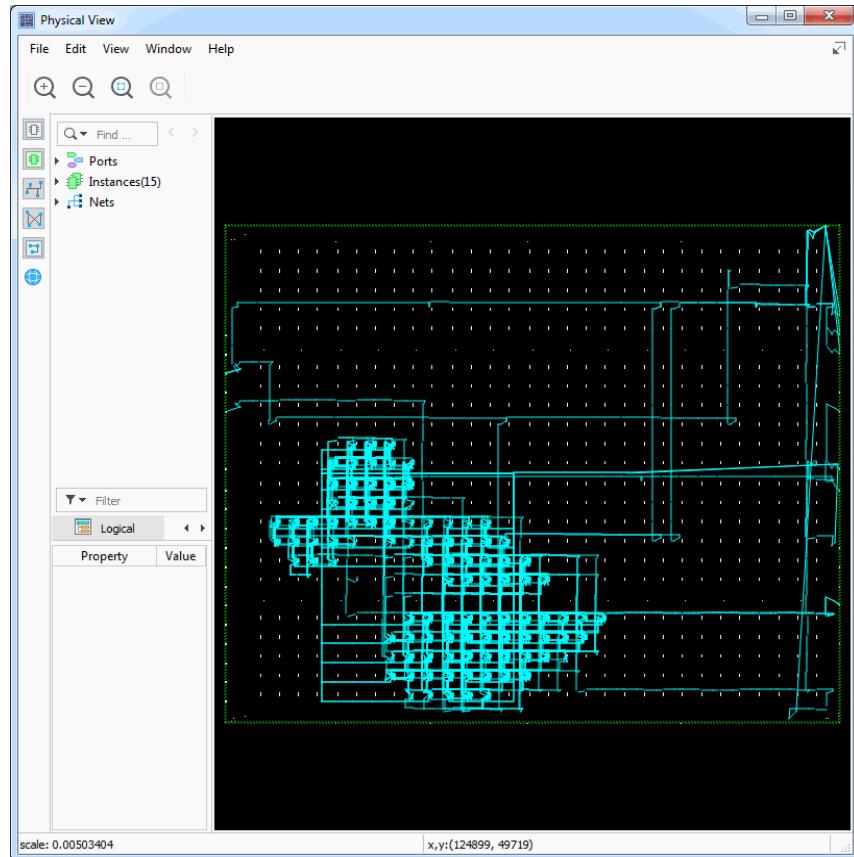 Physical View
File Edit View Window Help
Find ...
Ports
Instances(15)
Nets
Filter
Logical
Property Value
scale: 0.00503404 x,y:(124899, 49719)